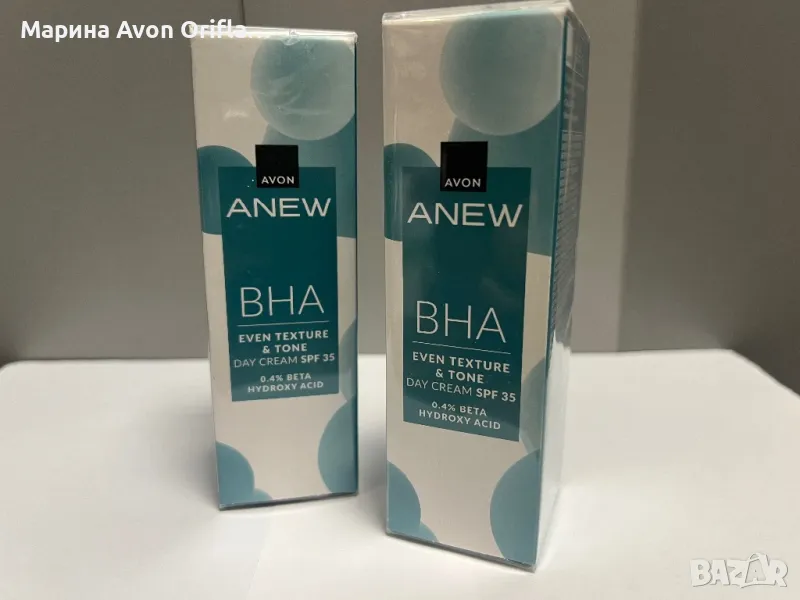 Марина Avon Orifla...
AVON
ANEW
BHA
EVEN TEXTURE
& TONE
DAY CREAM SPF 35
0.4% BETA
HYDROXY ACID
AVON
ANEW
BHA
EVEN TEXTURE
& TONE
DAY CREAM SPF 35
0.4% BETA
HYDROXY ACID
BAZAR